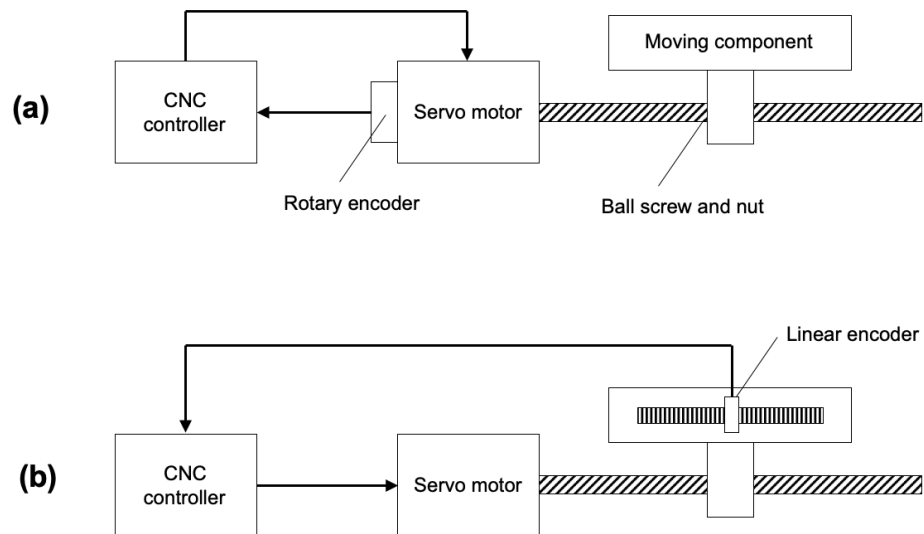 (a)
CNC
controller
Servo motor
Moving component
Rotary encoder
Ball screw and nut
Linear encoder
(b)
CNC
controller
Servo motor